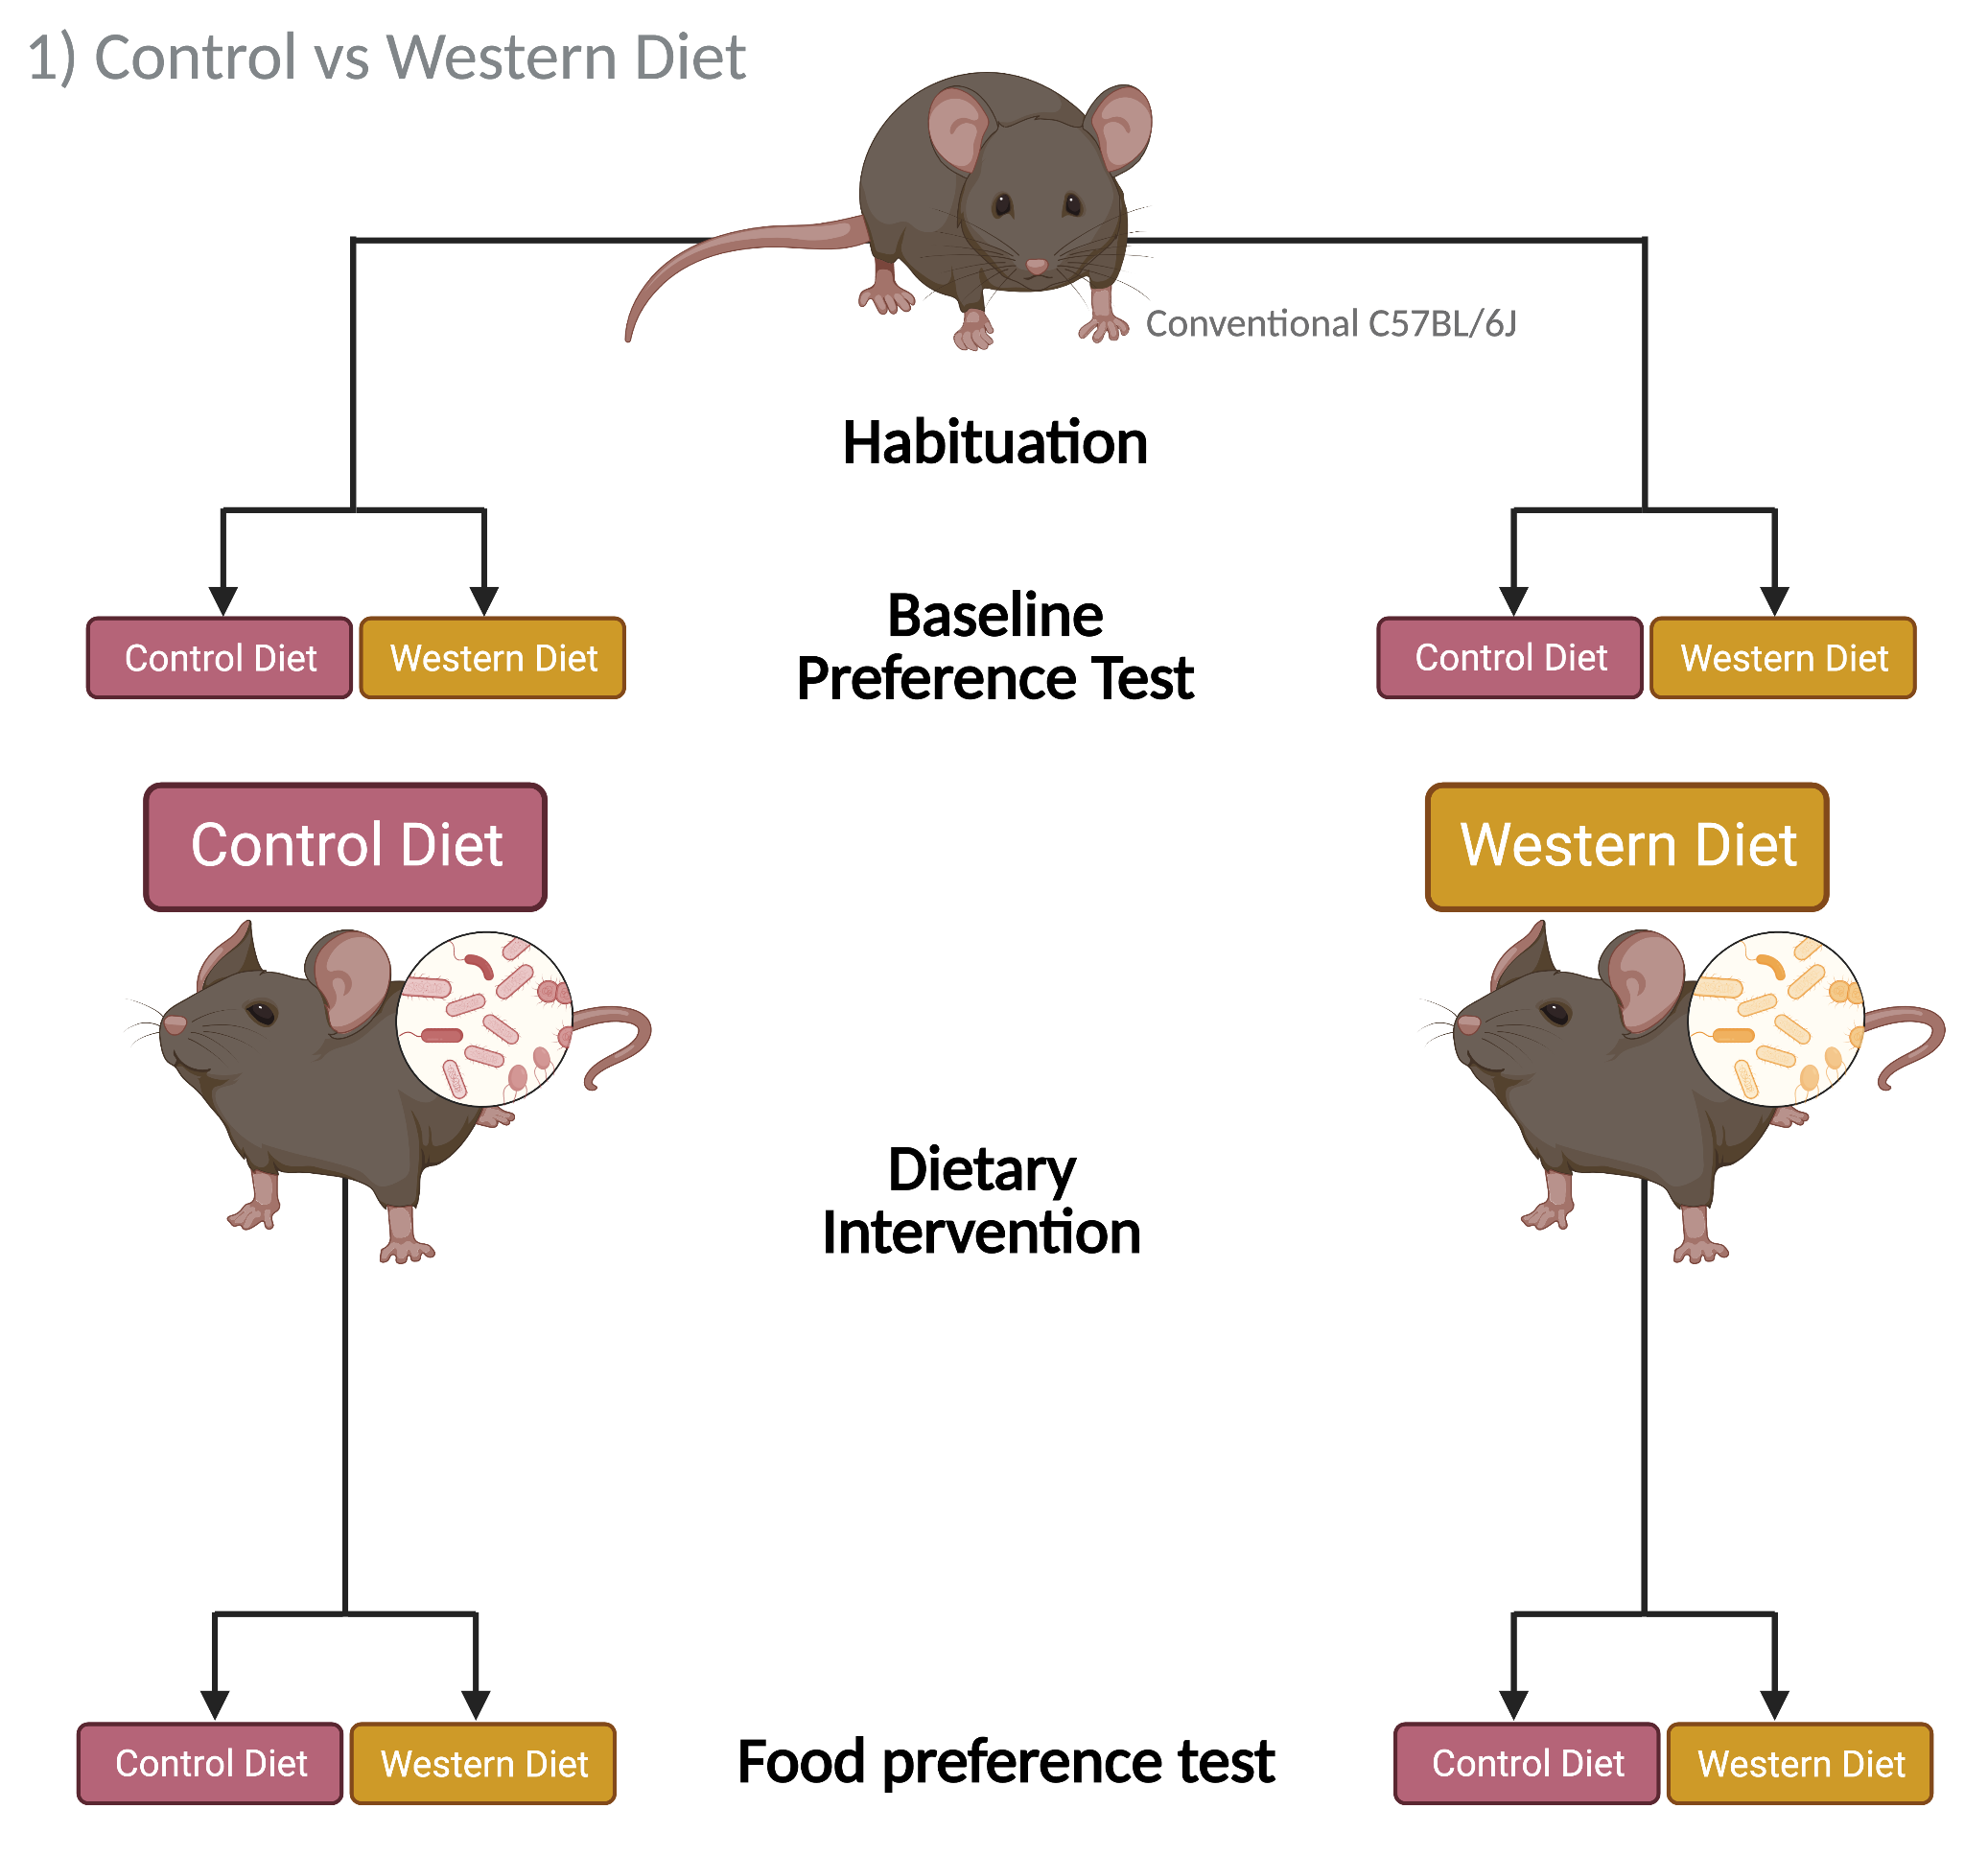 1) Control vs Western Diet
Conventional C57BL/6J
Habituation
Baseline
Preference Test
Control Diet
Western Diet
Control Diet
Western Diet
Control Diet
Western Diet
Dietary
Intervention
Control Diet
Western Diet
Food preference test
Control Diet
Western Diet